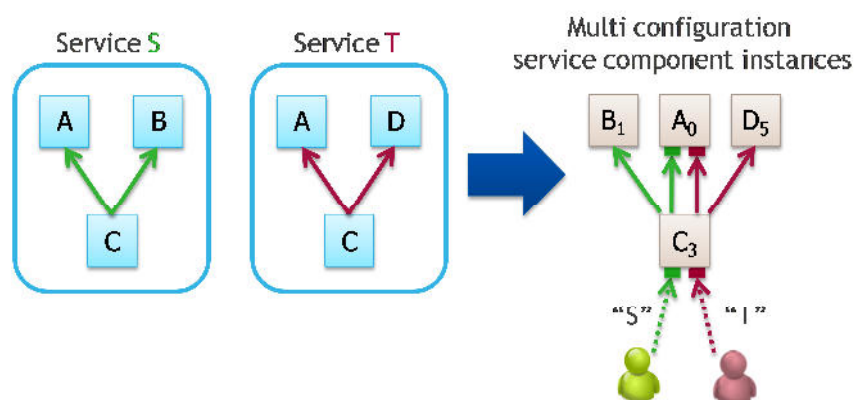 Service S
A B
C
Service T
A D
C
Multi configuration
service component instances
B1 A0 D5
C3
“S” “T”